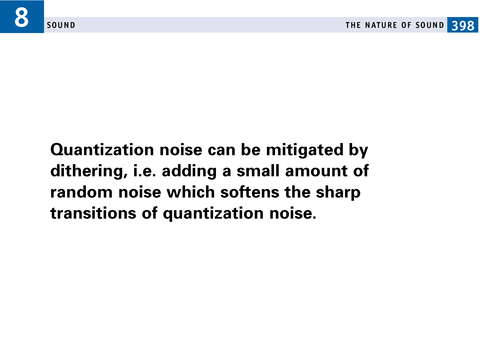 8
SOUND
THE NATURE OF SOUND
398
Quantization noise can be mitigated by
dithering, i.e. adding a small amount of
random noise which softens the sharp
transitions of quantization noise.